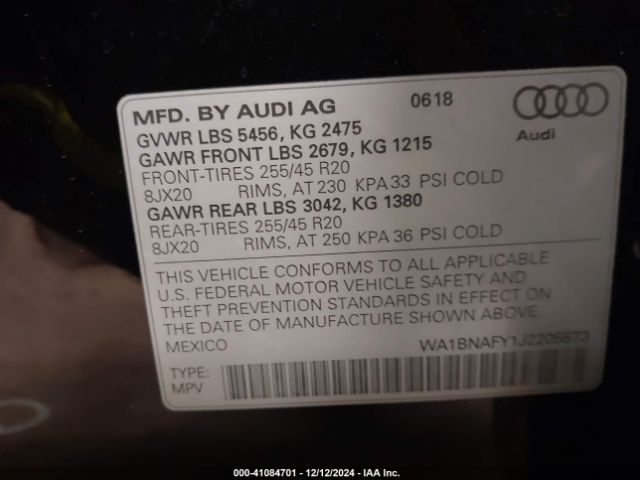 MFD. BY AUDI AG 0618
Audi
GVWR LBS 5456, KG 2475
GAWR FRONT LBS 2679, KG 1215
FRONT-TIRES 255/45 R20
8JX20 RIMS, AT 230 KPA 33 PSI COLD
GAWR REAR LBS 3042, KG 1380
REAR-TIRES 255/45 R20
8JX20 RIMS, AT 250 KPA 36 PSI COLD
THIS VEHICLE CONFORMS TO ALL APPLICABLE
U.S. FEDERAL MOTOR VEHICLE SAFETY AND
THEFT PREVENTION STANDARDS IN EFFECT ON
THE DATE OF MANUFACTURE SHOWN ABOVE.
MEXICO WA1BNAFY1J2206873
TYPE:
MPV
000-41084701 - 12/12/2024 - IAA Inc.